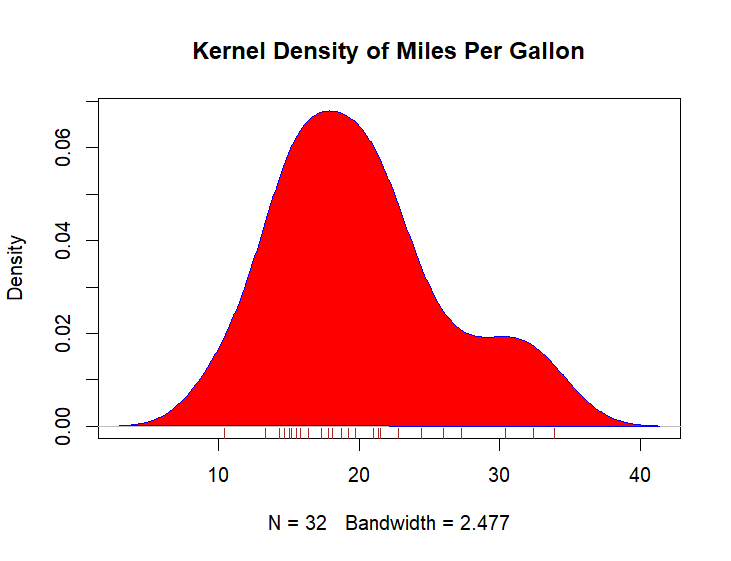 Kernel Density of Miles Per Gallon
0.06
0.04
0.02
0.00
Density
10 20 30 40
N = 32 Bandwidth = 2.477